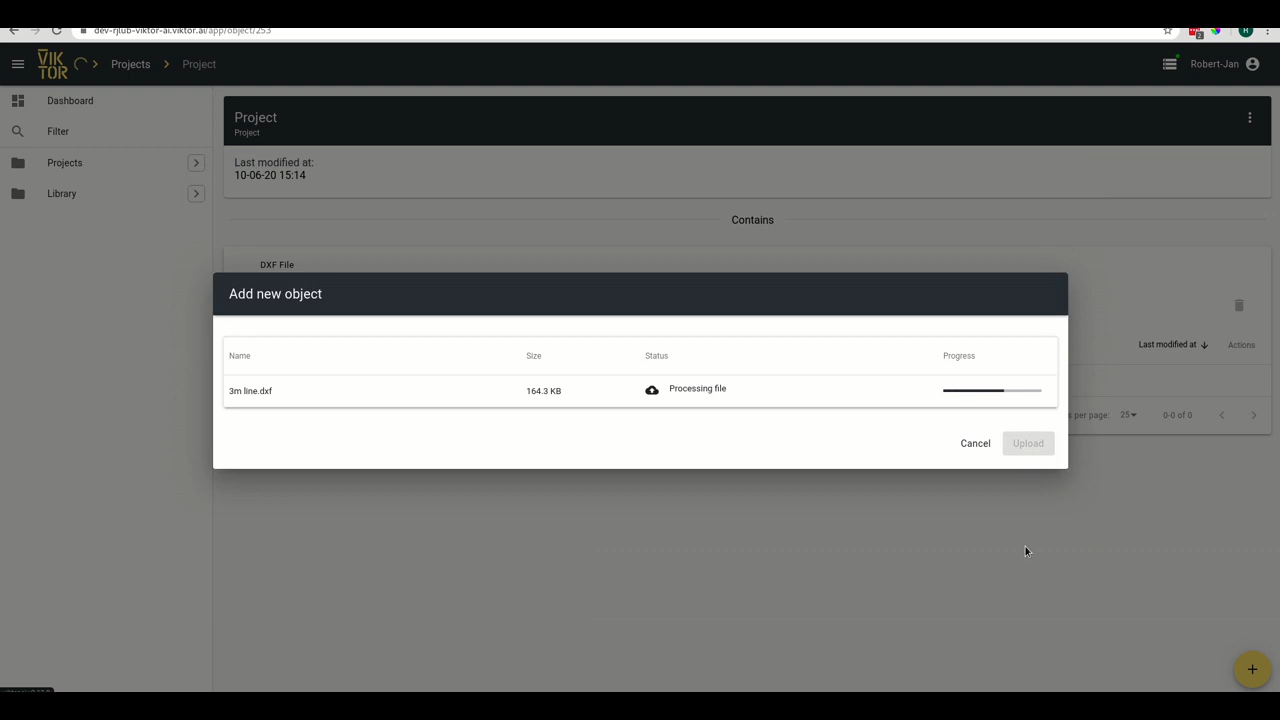 dev-rjlub-viktor-ai.viktor.ai/app/object/253
2
R
VIK
TOR
Projects
Project
Robert-Jan
Dashboard
Filter
Projects
Library
Project
Project
Last modified at:
10-06-20 15:14
Contains
DXF File
Add new object
Name Size Status Progress
3m line.dxf 164.3 KB Processing file
Cancel Upload
Last modified at Actions
s per page: 25 0-0 of 0